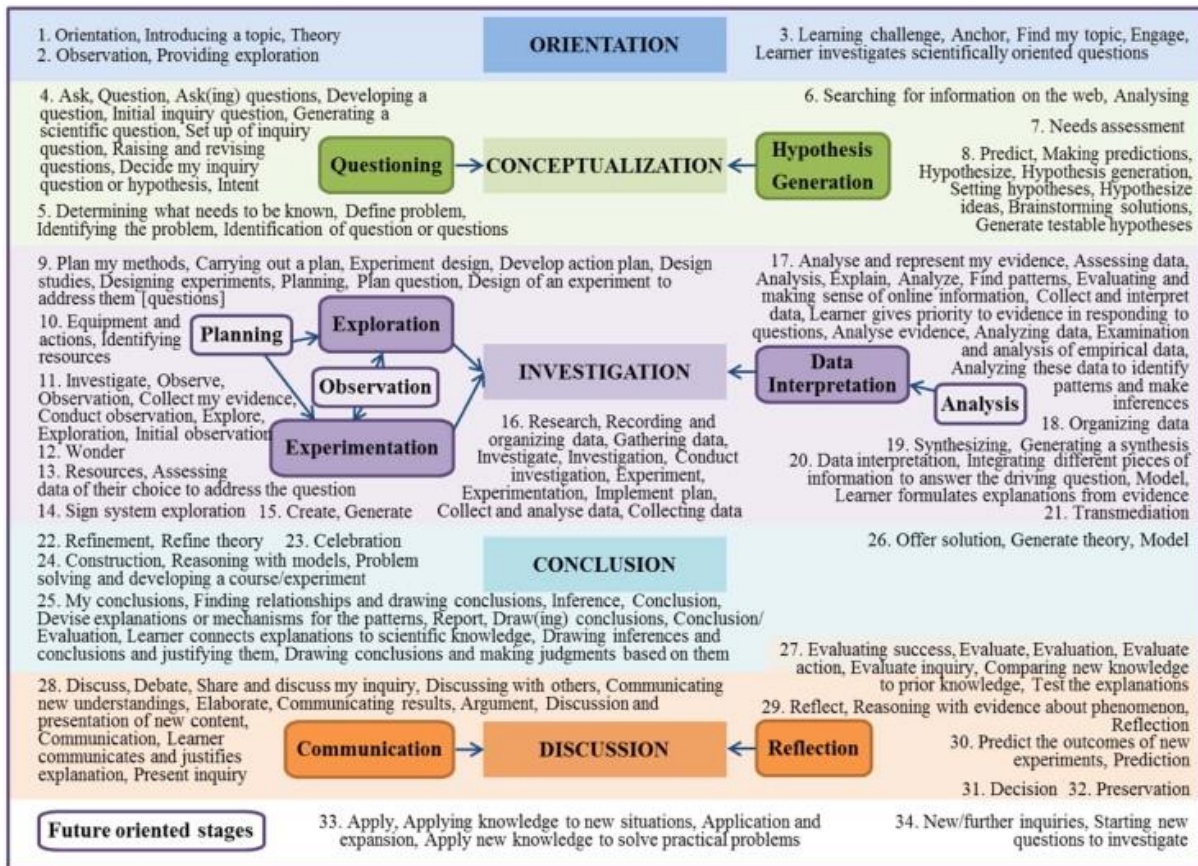 1. Orientation, Introducing a topic, Theory
2. Observation, Providing exploration
ORIENTATION
3. Learning challenge, Anchor, Find my topic, Engage,
Learner investigates scientifically oriented questions
4. Ask, Question, Ask(ing) questions, Developing a
question, Initial inquiry question, Generating a
scientific question, Set up of inquiry
question, Raising and revising
questions, Decide my inquiry
question or hypothesis, Intent
5. Determining what needs to be known, Define problem,
Identifying the problem, Identification of question or questions
Questioning
CONCEPTUALIZATION
Hypothesis
Generation
6. Searching for information on the web, Analysing
7. Needs assessment
8. Predict, Making predictions,
Hypothesize, Hypothesis generation,
Setting hypotheses, Hypothesize
ideas, Brainstorming solutions,
Generate testable hypotheses
9. Plan my methods, Carrying out a plan, Experiment design, Develop action plan, Design
studies, Designing experiments, Planning, Plan question, Design of an experiment to
address them [questions]
10. Equipment and
actions, Identifying
resources
11. Investigate, Observe,
Observation, Collect my evidence,
Conduct observation, Explore,
Exploration, Initial observation
12. Wonder
13. Resources, Assessing
data of their choice to address the question
14. Sign system exploration
15. Create, Generate
Planning
Exploration
Observation
Experimentation
INVESTIGATION
16. Research, Recording and
organizing data, Gathering data,
Investigate, Investigation, Conduct
investigation, Experiment,
Experimentation, Implement plan,
Collect and analyse data, Collecting data
Data
Interpretation
Analysis
17. Analyse and represent my evidence, Assessing data,
Analysis, Explain, Analyze, Find patterns, Evaluating and
making sense of online information, Collect and interpret
data, Learner gives priority to evidence in responding to
questions, Analyse evidence, Analyzing data, Examination
and analysis of empirical data,
Analyzing these data to identify
patterns and make
inferences
18. Organizing data
19. Synthesizing, Generating a synthesis
20. Data interpretation, Integrating different pieces of
information to answer the driving question, Model,
Learner formulates explanations from evidence
21. Transmediation
22. Refinement, Refine theory
23. Celebration
24. Construction, Reasoning with models, Problem
solving and developing a course/experiment
25. My conclusions, Finding relationships and drawing conclusions, Inference, Conclusion,
Devise explanations or mechanisms for the patterns, Report, Draw(ing) conclusions, Conclusion/
Evaluation, Learner connects explanations to scientific knowledge, Drawing inferences and
conclusions and justifying them, Drawing conclusions and making judgments based on them
CONCLUSION
26. Offer solution, Generate theory, Model
27. Evaluating success, Evaluate, Evaluation, Evaluate
action, Evaluate inquiry, Comparing new knowledge
to prior knowledge, Test the explanations
28. Discuss, Debate, Share and discuss my inquiry, Discussing with others, Communicating
new understandings, Elaborate, Communicating results, Argument, Discussion and
presentation of new content,
Communication, Learner
communicates and justifies
explanation, Present inquiry
Communication
DISCUSSION
Reflection
29. Reflect, Reasoning with evidence about phenomenon,
Reflection
30. Predict the outcomes of new
experiments, Prediction
31. Decision
32. Preservation
Future oriented stages
33. Apply, Applying knowledge to new situations, Application and
expansion, Apply new knowledge to solve practical problems
34. New/further inquiries, Starting new
questions to investigate